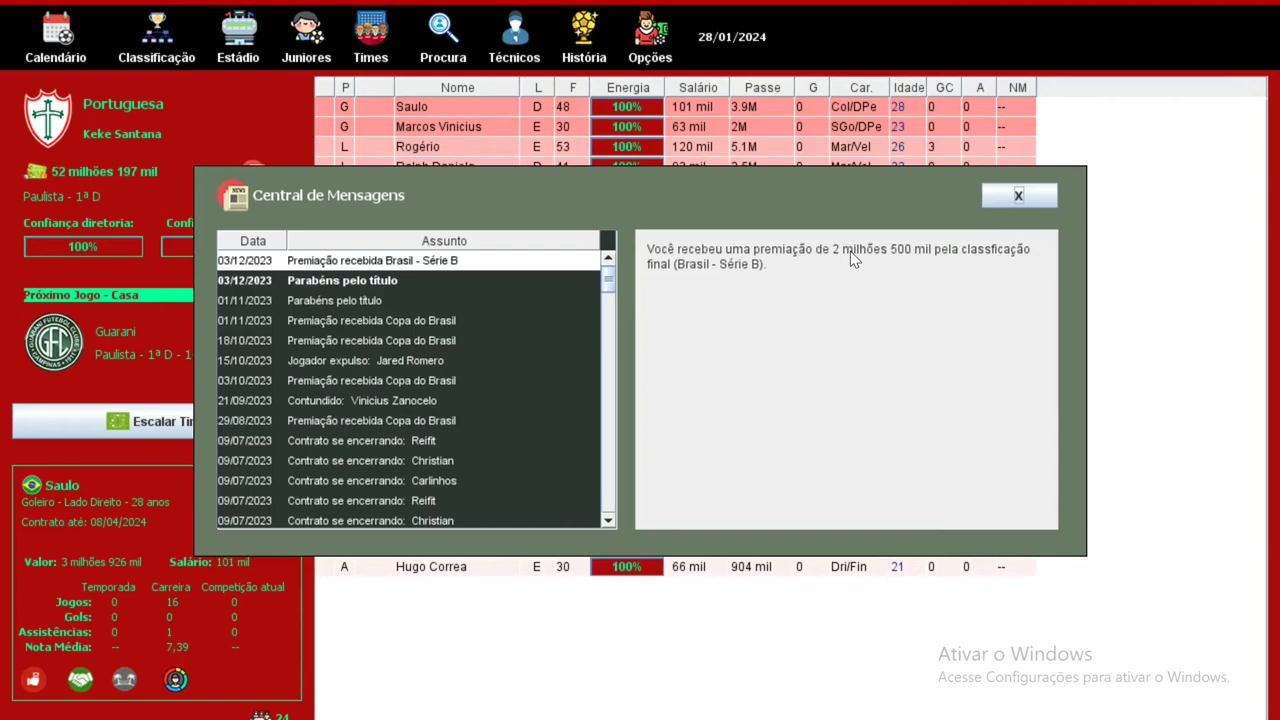 Calendário Classificação Estádio Juniores Times Procura Técnicos História Opções 28/01/2024
Portuguesa
Keke Santana
52 milhões 197 mil
Paulista - 1ª D
Confiança diretoria:
100%
Próximo Jogo - Casa
Guarani
Paulista - 1ª D
Escalar
Saulo
Goleiro - Lado Direito - 28 anos
Contrato até: 08/04/2024
Valor: 3 milhões 926 mil Salário: 101 mil
Temporada Carreira Competição atual
Jogos: 0 16 0
Gols: 0 0 0
Assistências: 0 1 0
Nota Média: -- 7,39 --
24
P Nome L F Energia Salário Passe G Car. Idade GC A NM
G Saulo D 48 100% 101 mil 3.9M 0 Col/DPe 28 0 0 --
G Marcos Vinicius E 30 100% 63 mil 2M 0 SGo/DPe 23 0 0 --
L Rogério E 53 100% 120 mil 5.1M 0 Mar/Vel 26 3 0 --
Central de Mensagens
X
Data Assunto
03/12/2023 Premiação recebida Brasil - Série B
03/12/2023 Parabéns pelo título
01/11/2023 Parabéns pelo título
01/11/2023 Premiação recebida Copa do Brasil
18/10/2023 Premiação recebida Copa do Brasil
15/10/2023 Jogador expulso: Jared Romero
03/10/2023 Premiação recebida Copa do Brasil
21/09/2023 Contundido: Vinicius Zanocelo
29/08/2023 Premiação recebida Copa do Brasil
09/07/2023 Contrato se encerrando: Reifit
09/07/2023 Contrato se encerrando: Christian
09/07/2023 Contrato se encerrando: Carlinhos
09/07/2023 Contrato se encerrando: Reifit
09/07/2023 Contrato se encerrando: Christian
Você recebeu uma premiação de 2 milhões 500 mil pela classficação
final (Brasil - Série B).
A Hugo Correa E 30 100% 66 mil 904 mil 0 Dri/Fin 21 0 0 --
Ativar o Windows
Acesse Configurações para ativar o Windows.